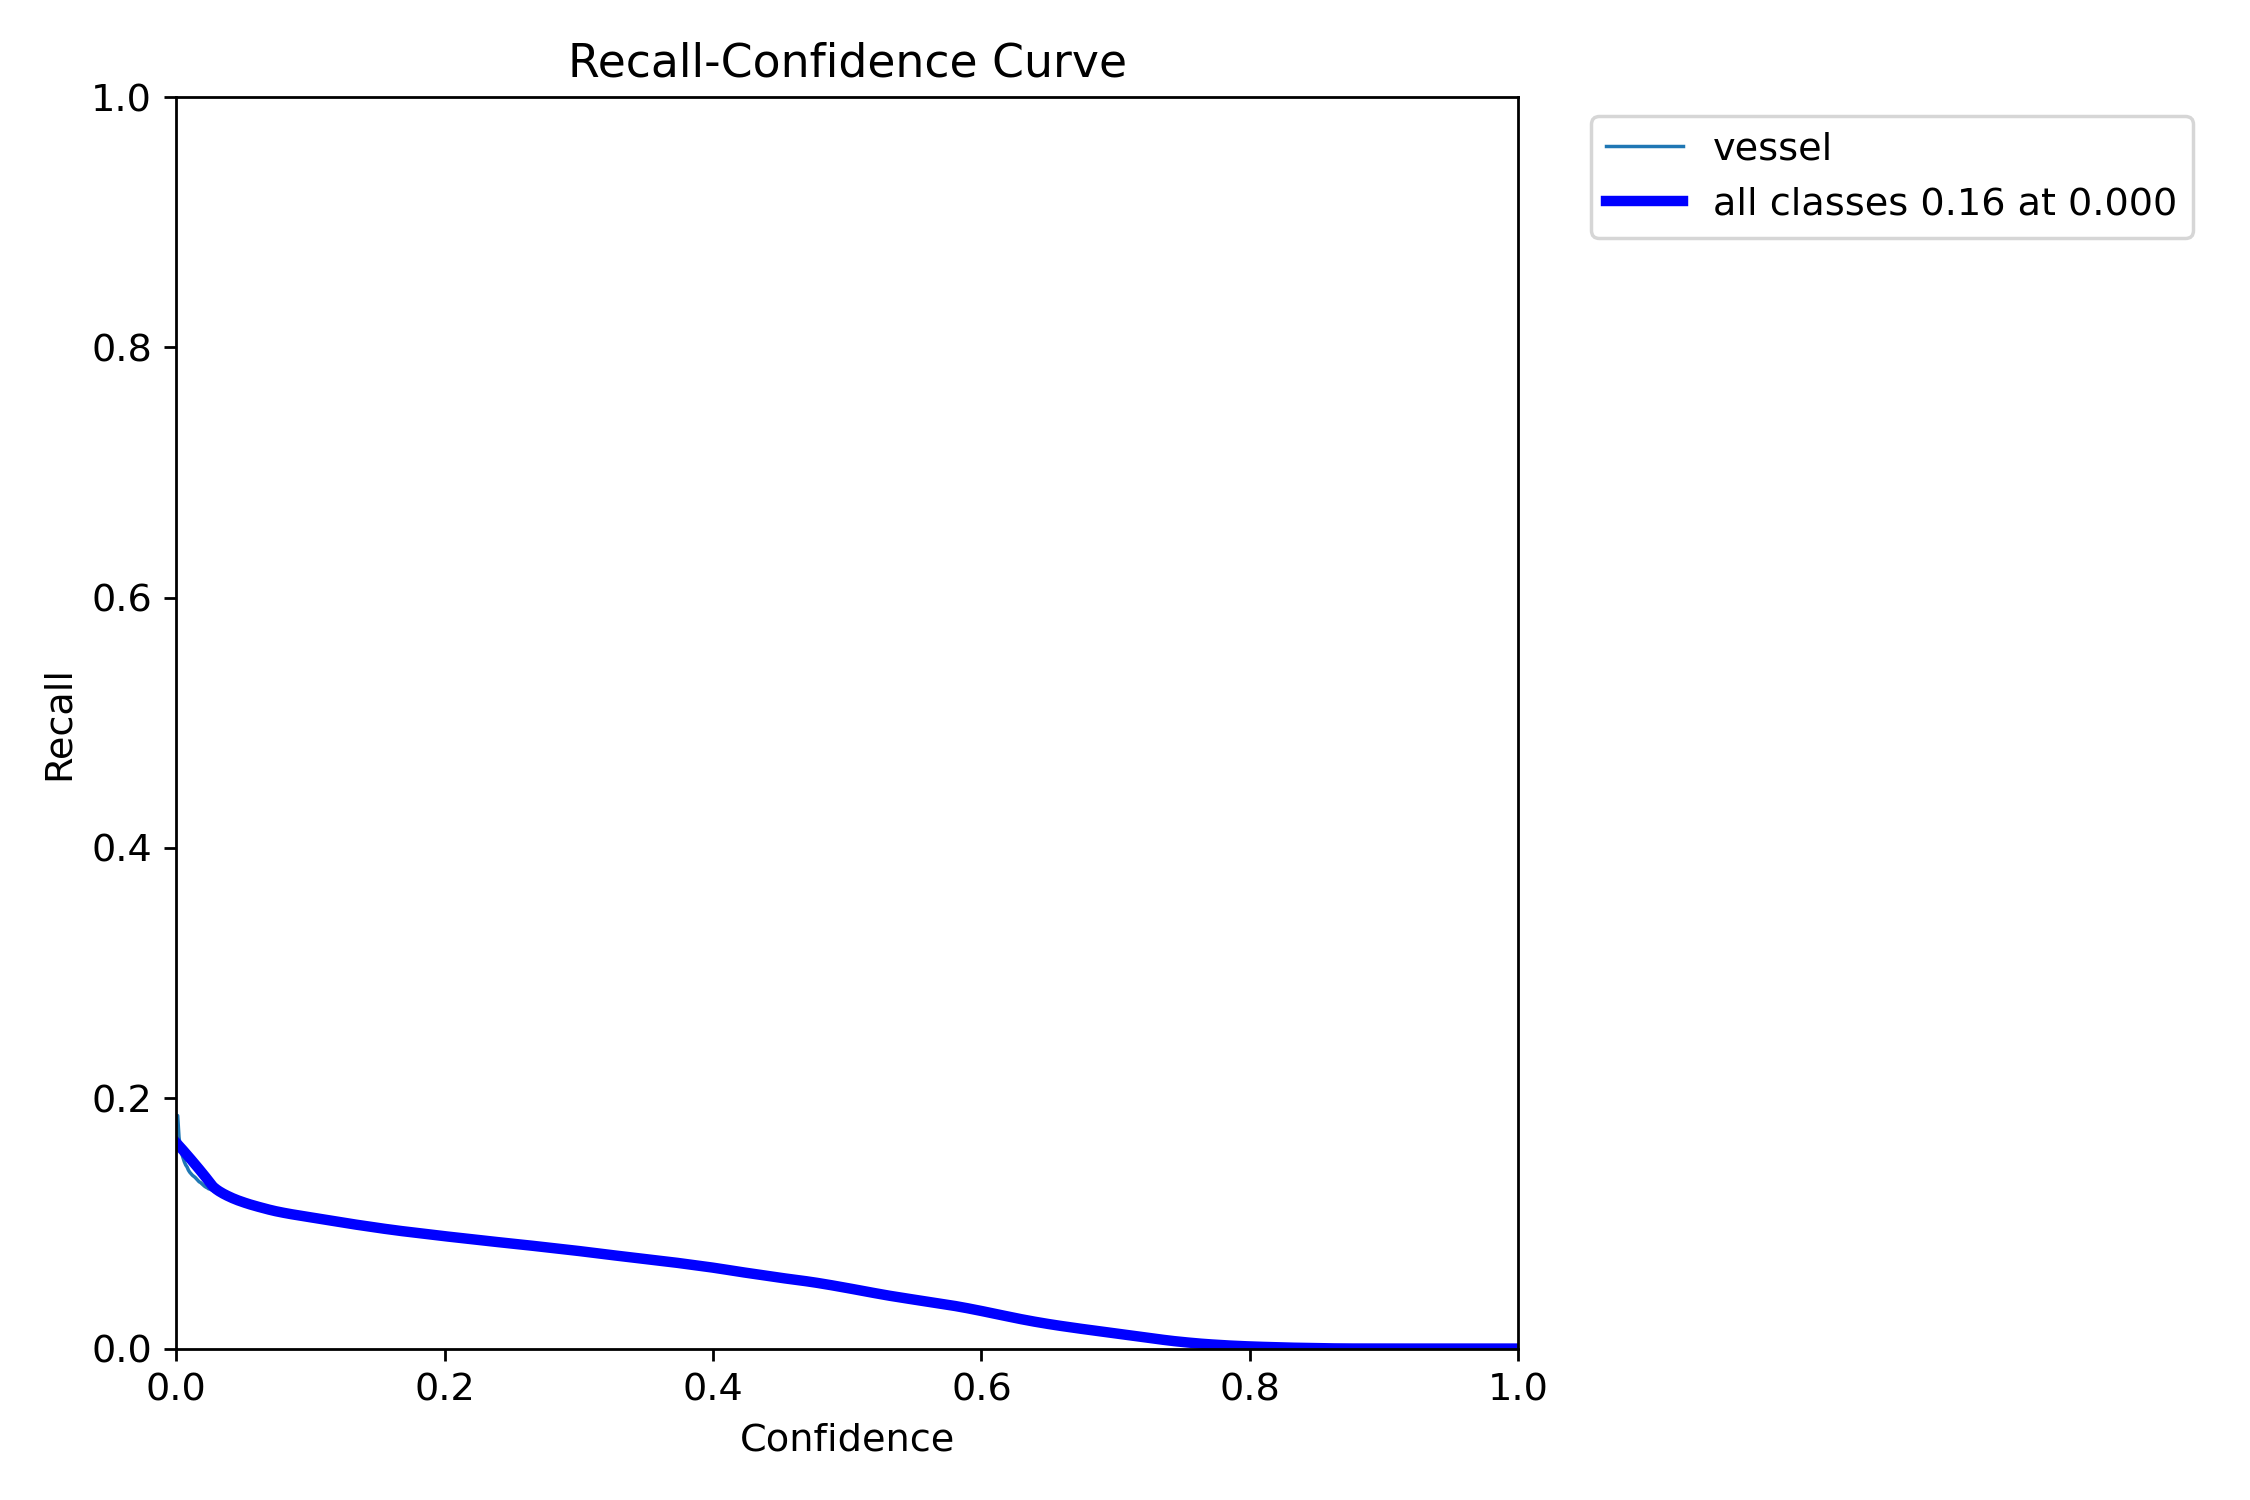 Recall-Confidence Curve
1.0
0.8
0.6
0.4
0.2
0.0
Recall
0.0 0.2 0.4 0.6 0.8 1.0
Confidence
vessel
all classes 0.16 at 0.000